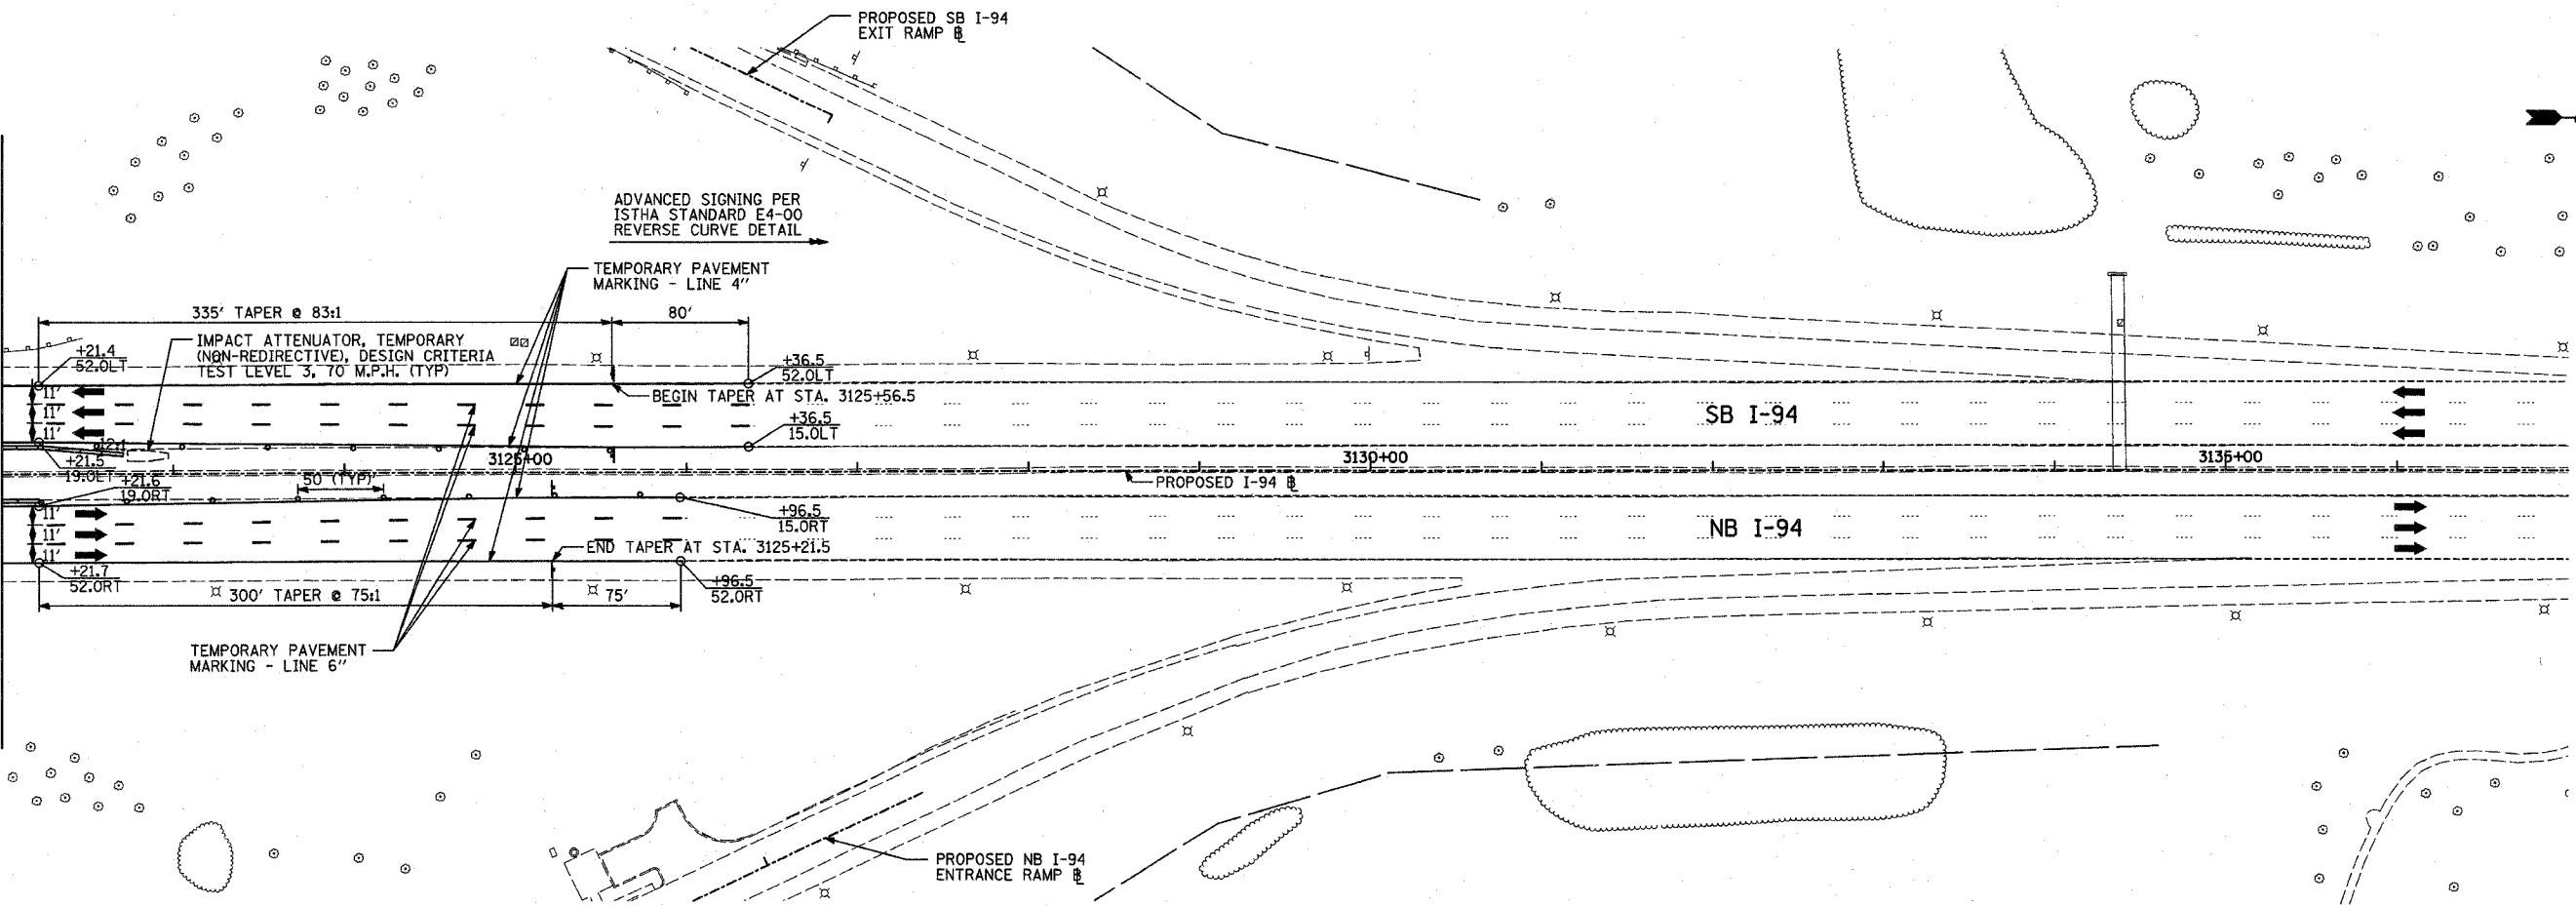 PROPOSED SB I-94
EXIT RAMP ℄
ADVANCED SIGNING PER
ISTHA STANDARD E4-00
REVERSE CURVE DETAIL
TEMPORARY PAVEMENT
MARKING - LINE 4"
335' TAPER @ 83:1
80'
IMPACT ATTENUATOR, TEMPORARY
(NON-REDIRECTIVE), DESIGN CRITERIA
TEST LEVEL 3, 70 M.P.H. (TYP)
+21.4
52.0LT
+36.5
52.0LT
BEGIN TAPER AT STA. 3125+56.5
11'
11'
11'
SB I-94
+36.5
15.0LT
12:1
3125+00
3130+00
3135+00
+21.5
19.0LT
+21.6
19.0RT
50' (TYP)
PROPOSED I-94 ℄
11'
11'
11'
+96.5
15.0RT
NB I-94
END TAPER AT STA. 3125+21.5
+21.7
52.0RT
+96.5
52.0RT
300' TAPER @ 75:1
75'
TEMPORARY PAVEMENT
MARKING - LINE 6"
PROPOSED NB I-94
ENTRANCE RAMP ℄